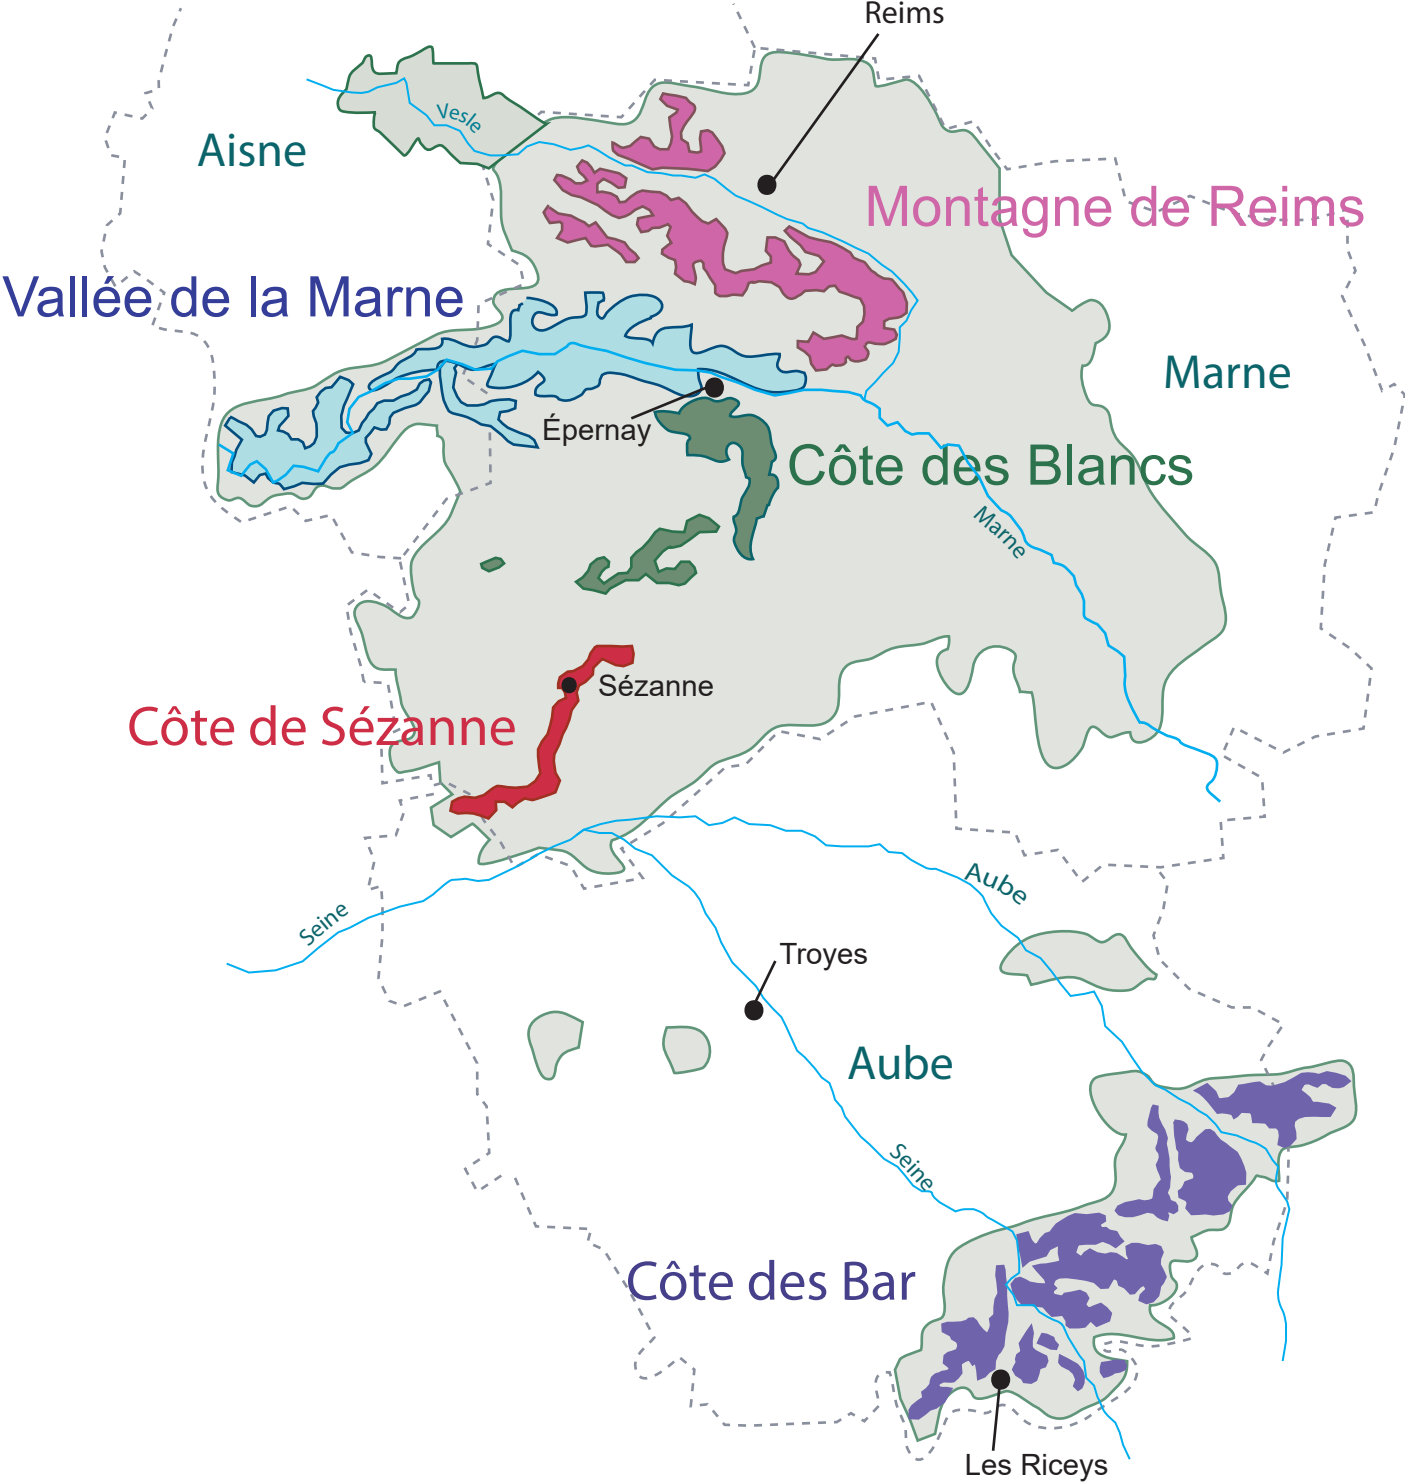 Reims
Vesle
Aisne
Montagne de Reims
Vallée de la Marne
Marne
Épernay
Côte des Blancs
Marne
Sézanne
Côte de Sézanne
Aube
Seine
Troyes
Aube
Seine
Côte des Bar
Les Riceys